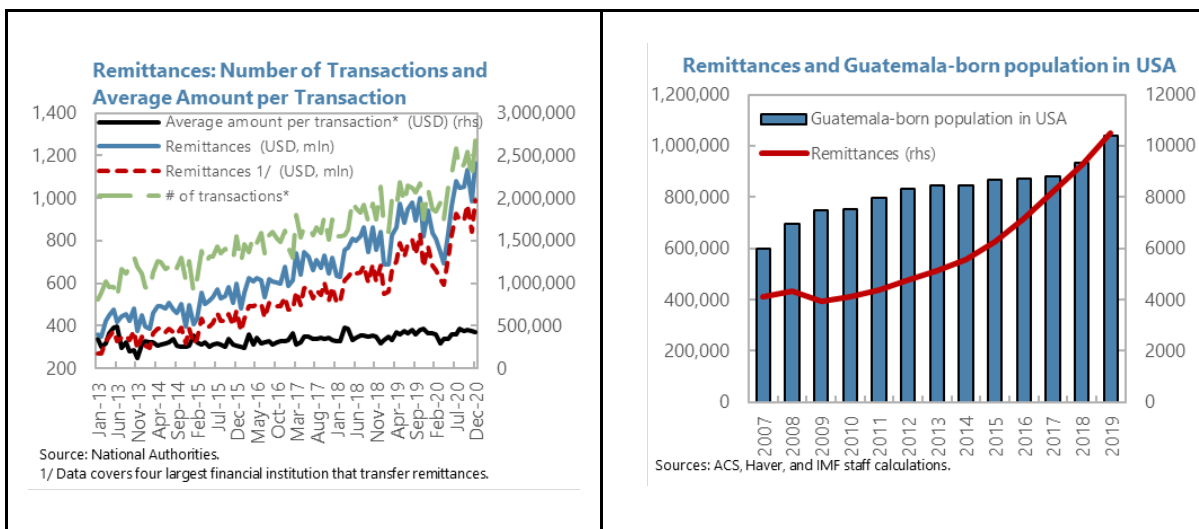 Remittances: Number of Transactions and
Average Amount per Transaction
1,400
1,200
1,000
800
600
400
200
3,000,000
2,500,000
2,000,000
1,500,000
1,000,000
500,000
0
Average amount per transaction* (USD) (rhs)
Remittances (USD, mln)
Remittances 1/ (USD, mln)
# of transactions*
Jan-13
Jun-13
Nov-13
Apr-14
Sep-14
Feb-15
Jul-15
Dec-15
May-16
Oct-16
Mar-17
Aug-17
Jan-18
Jun-18
Nov-18
Apr-19
Sep-19
Feb-20
Jul-20
Dec-20
Source: National Authorities.
1/ Data covers four largest financial institution that transfer remittances.
Remittances and Guatemala-born population in USA
1,200,000
1,000,000
800,000
600,000
400,000
200,000
0
12000
10000
8000
6000
4000
2000
0
Guatemala-born population in USA
Remittances (rhs)
2007
2008
2009
2010
2011
2012
2013
2014
2015
2016
2017
2018
2019
Sources: ACS, Haver, and IMF staff calculations.